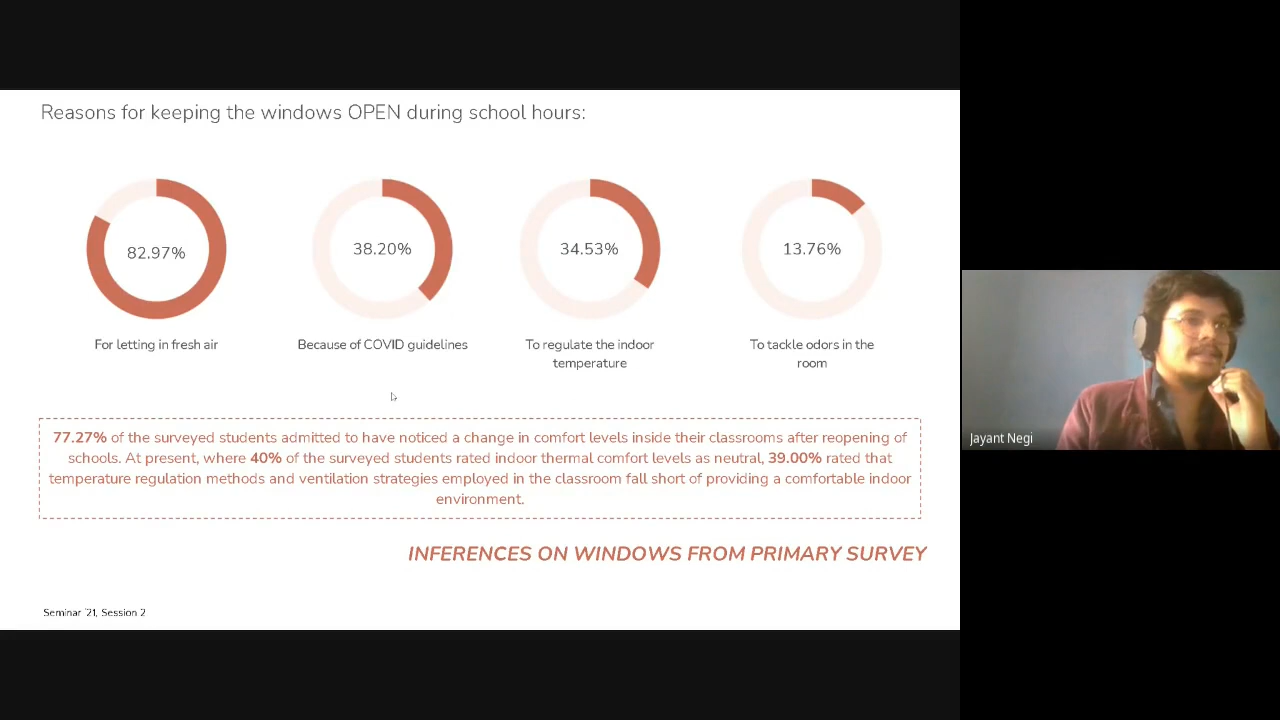 Reasons for keeping the windows OPEN during school hours:
82.97%
38.20%
34.53%
13.76%
For letting in fresh air
Because of COVID guidelines
To regulate the indoor
temperature
To tackle odors in the
room
77.27% of the surveyed students admitted to have noticed a change in comfort levels inside their classrooms after reopening of
schools. At present, where 40% of the surveyed students rated indoor thermal comfort levels as neutral, 39.00% rated that
temperature regulation methods and ventilation strategies employed in the classroom fall short of providing a comfortable indoor
environment.
INFERENCES ON WINDOWS FROM PRIMARY SURVEY
Seminar '21, Session 2
Jayant Negi